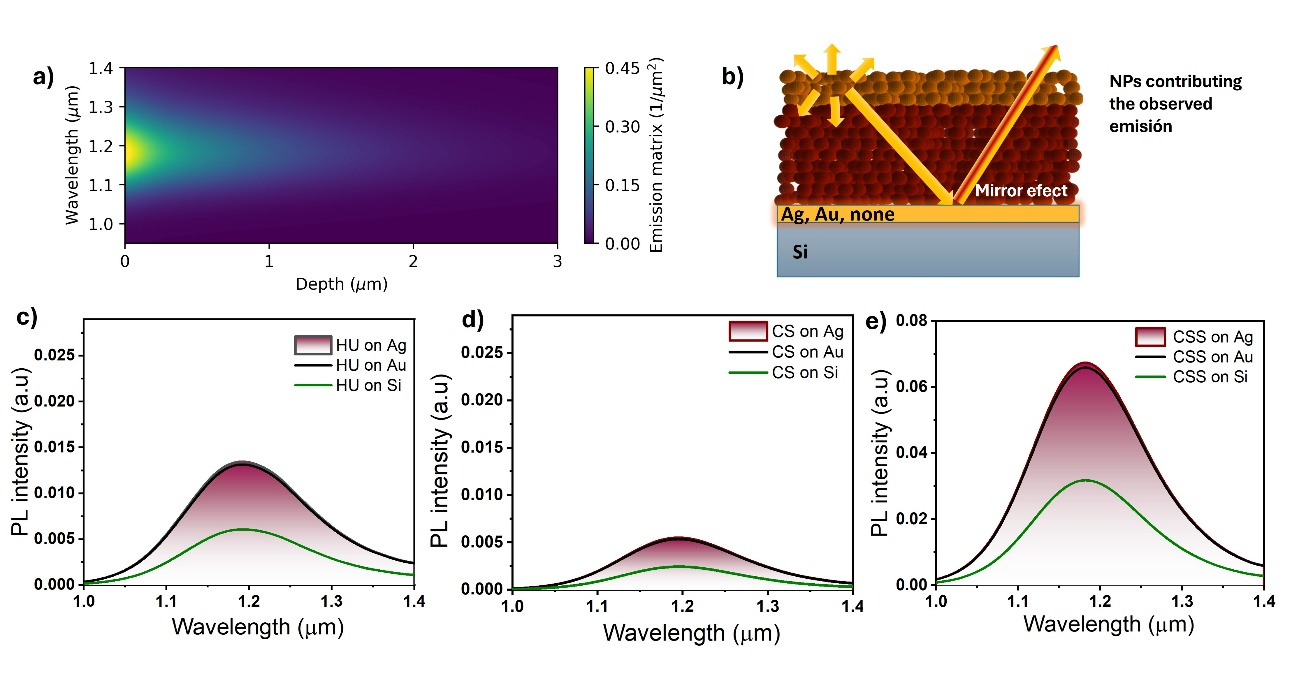 a)
Wavelength (μm)
1.4
1.3
1.2
1.1
1.0
0
1
2
3
Depth (μm)
0.45
0.30
0.15
0.00
Emission matrix (1/μm²)
b)
NPs contributing
the observed
emisión
Mirror efect
Ag, Au, none
Si
c)
PL intensity (a.u)
0.025
0.020
0.015
0.010
0.005
0.000
HU on Ag
HU on Au
HU on Si
1.0
1.1
1.2
1.3
1.4
Wavelength (μm)
d)
PL intensity (a.u)
0.025
0.020
0.015
0.010
0.005
0.000
CS on Ag
CS on Au
CS on Si
1.0
1.1
1.2
1.3
1.4
Wavelength (μm)
e)
PL intensity (a.u)
0.08
0.06
0.04
0.02
0.00
CSS on Ag
CSS on Au
CSS on Si
1.0
1.1
1.2
1.3
1.4
Wavelength (μm)